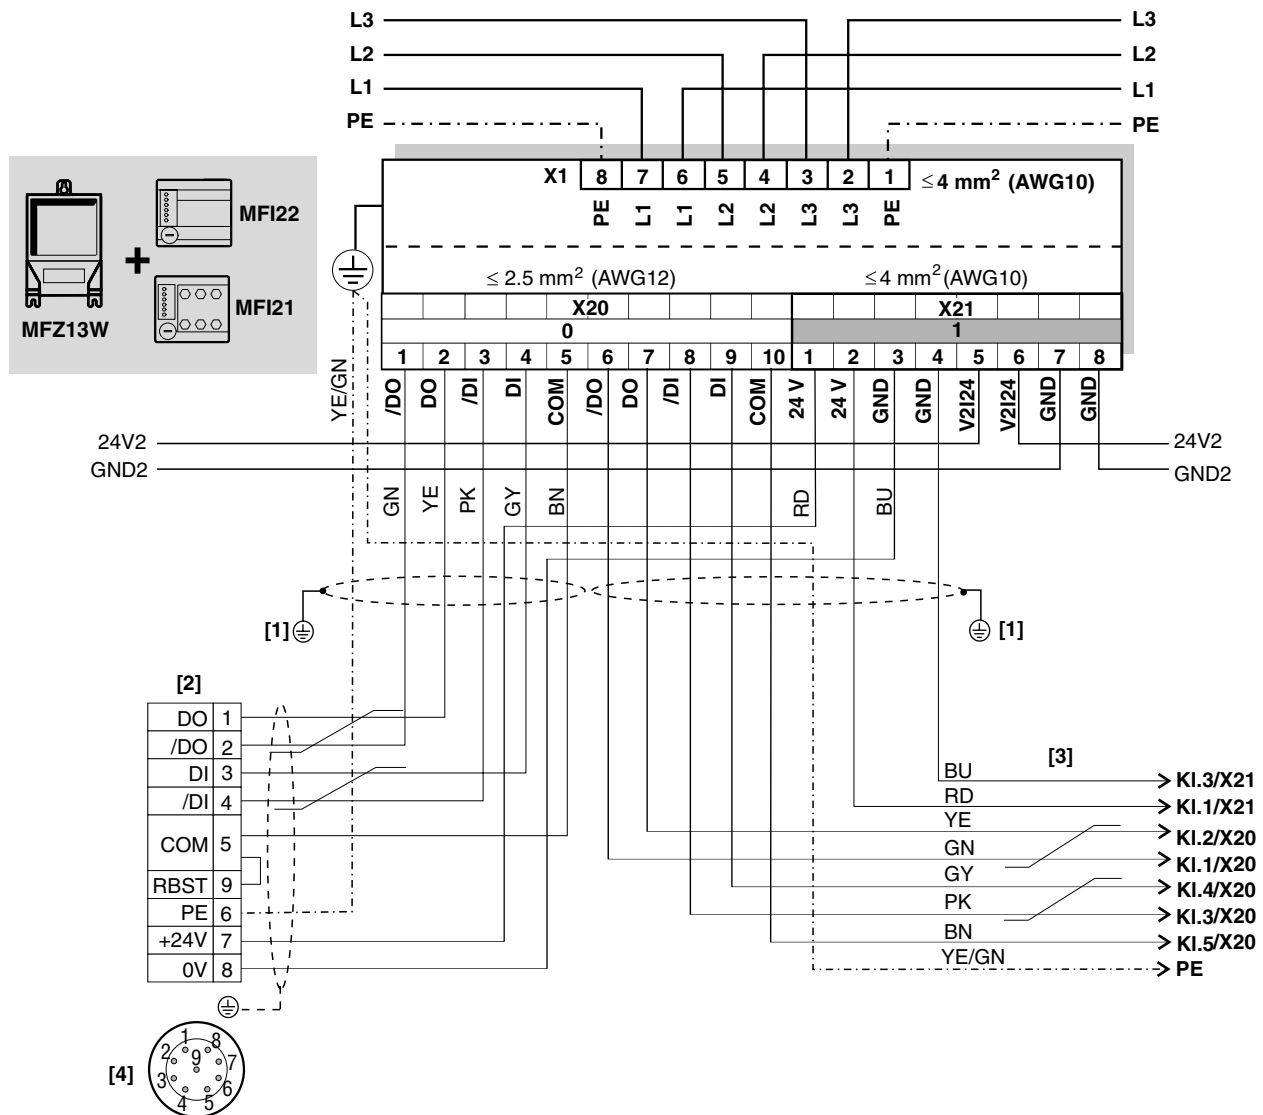 L3 L3
L2 L2
L1 L1
PE PE
X1 8 7 6 5 4 3 2 1 ≤ 4 mm² (AWG10)
PE L1 L1 L2 L2 L3 L3 PE
MFI22
+
MFI21
MFZ13W
≤ 2.5 mm² (AWG12) ≤ 4 mm² (AWG10)
X20 X21
0 1
1 2 3 4 5 6 7 8 9 10 1 2 3 4 5 6 7 8
/DO DO /DI DI COM /DO DO /DI DI COM 24 V 24 V GND GND V2I24 V2I24 GND GND
YE/GN
24V2 24V2
GND2 GND2
GN YE PK GY BN RD BU
[1] [1]
[2]
DO 1
/DO 2
DI 3
/DI 4
COM 5
RBST 9
PE 6
+24V 7
0V 8
[3]
BU KI.3/X21
RD KI.1/X21
YE KI.2/X20
GN KI.1/X20
GY KI.4/X20
PK KI.3/X20
BN KI.5/X20
YE/GN PE
[4]
1 8
2 9 7
3 6
4 5